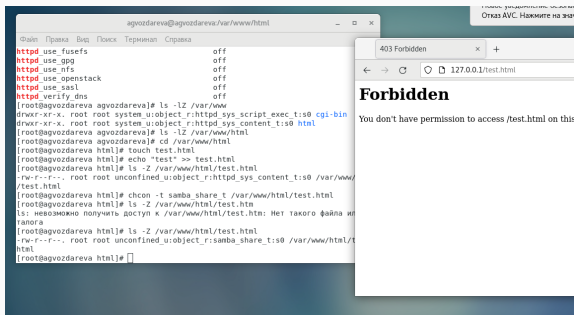 agvozdareva@agvozdareva:/var/www/html
Файл Правка Вид Поиск Терминал Справка
httpd_use_fusefs off
httpd_use_gpg off
httpd_use_nfs off
httpd_use_openstack off
httpd_use_sasl off
httpd_verify_dns off
[root@agvozdareva agvozdareva]# ls -lZ /var/www
drwxr-xr-x. root root system_u:object_r:httpd_sys_script_exec_t:s0 cgi-bin
drwxr-xr-x. root root system_u:object_r:httpd_sys_content_t:s0 html
[root@agvozdareva agvozdareva]# ls -lZ /var/www/html
[root@agvozdareva agvozdareva]# cd /var/www/html
[root@agvozdareva html]# touch test.html
[root@agvozdareva html]# echo "test" >> test.html
[root@agvozdareva html]# ls -Z /var/www/html/test.html
-rw-r--r--. root root unconfined_u:object_r:httpd_sys_content_t:s0 /var/www/
/test.html
[root@agvozdareva html]# chcon -t samba_share_t /var/www/html/test.html
[root@agvozdareva html]# ls -Z /var/www/html/test.htm
ls: невозможно получить доступ к /var/www/html/test.htm: Нет такого файла ил
талога
[root@agvozdareva html]# ls -Z /var/www/html/test.html
-rw-r--r--. root root unconfined_u:object_r:samba_share_t:s0 /var/www/html/t
html
[root@agvozdareva html]#
Отказ AVC. Нажмите на знач
403 Forbidden
127.0.0.1/test.html
Forbidden
You don't have permission to access /test.html on this